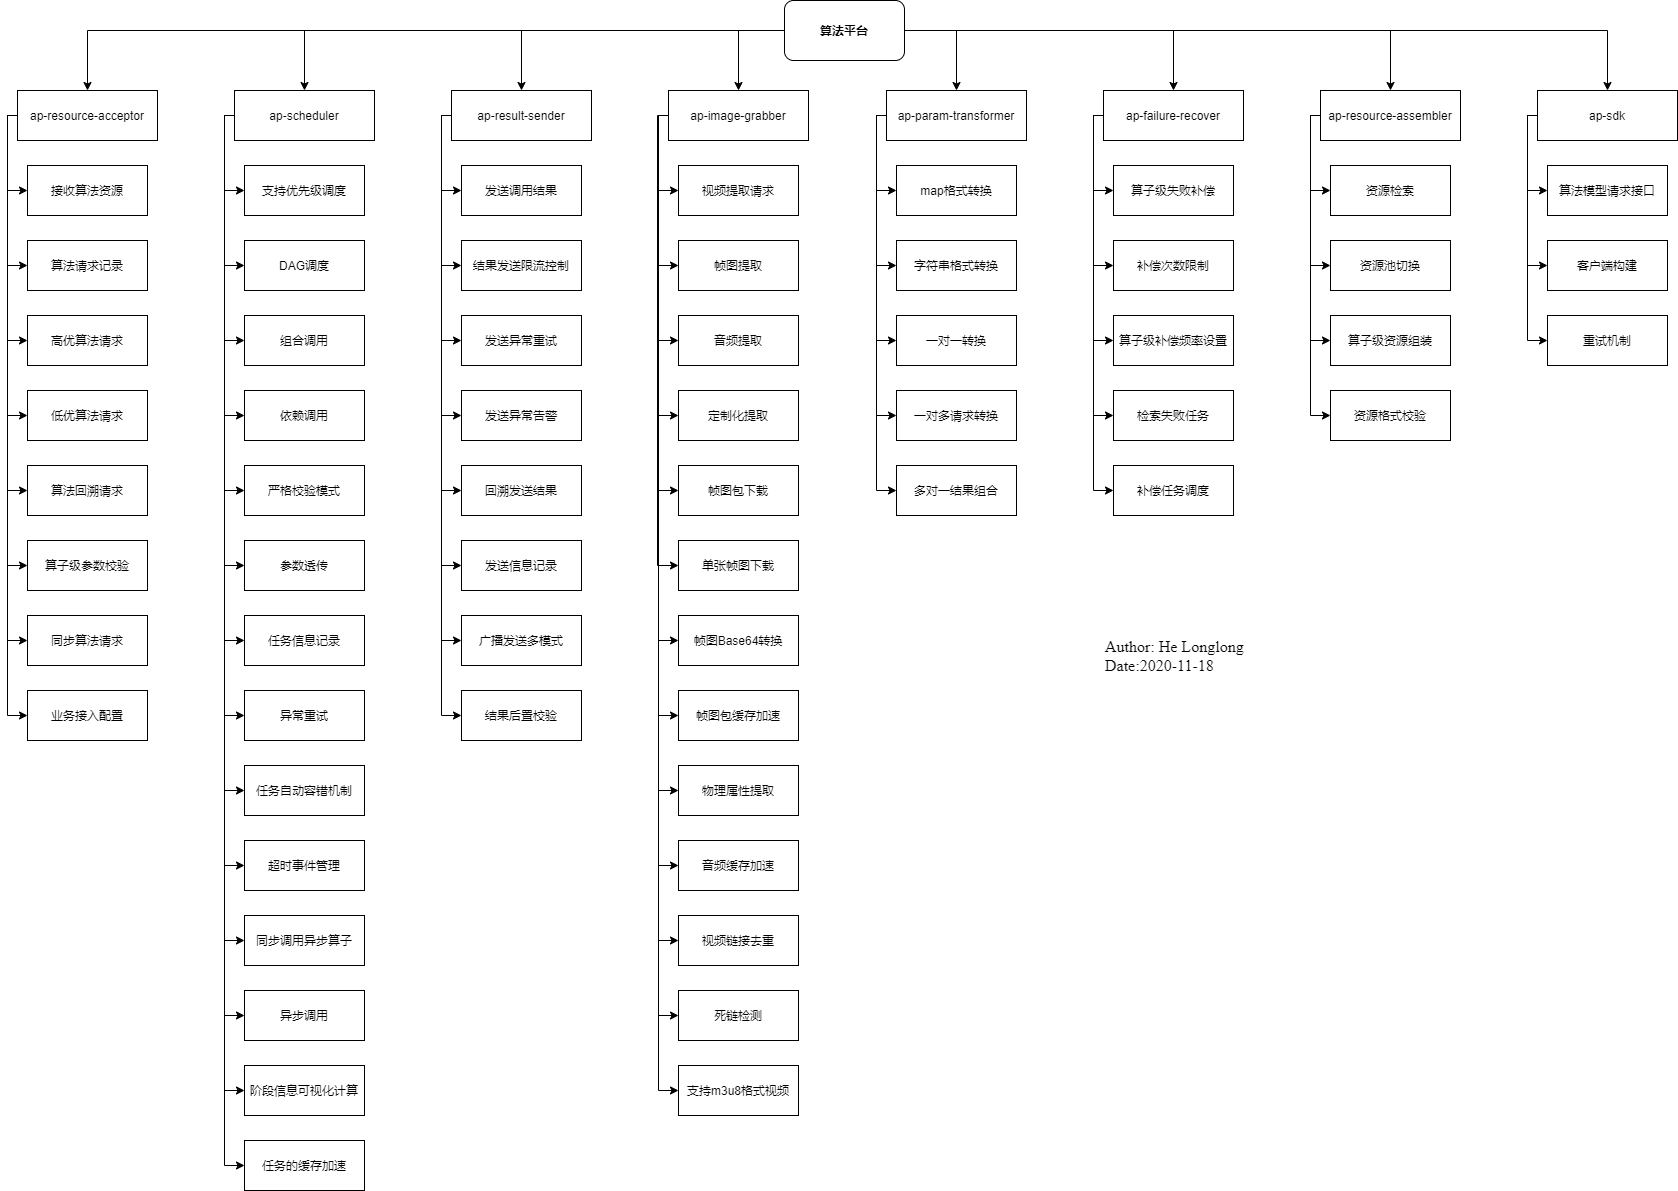 算法平台
ap-resource-acceptor
接收算法资源
算法请求记录
高优算法请求
低优算法请求
算法回溯请求
算子级参数校验
同步算法请求
业务接入配置
ap-scheduler
支持优先级调度
DAG调度
组合调用
依赖调用
严格校验模式
参数透传
任务信息记录
异常重试
任务自动容错机制
超时事件管理
同步调用异步算子
异步调用
阶段信息可视化计算
任务的缓存加速
ap-result-sender
发送调用结果
结果发送限流控制
发送异常重试
发送异常告警
回溯发送结果
发送信息记录
广播发送多模式
结果后置校验
ap-image-grabber
视频提取请求
帧图提取
音频提取
定制化提取
帧图包下载
单张帧图下载
帧图Base64转换
帧图包缓存加速
物理属性提取
音频缓存加速
视频链接去重
死链检测
支持m3u8格式视频
ap-param-transformer
map格式转换
字符串格式转换
一对一转换
一对多请求转换
多对一结果组合
ap-failure-recover
算子级失败补偿
补偿次数限制
算子级补偿频率设置
检索失败任务
补偿任务调度
ap-resource-assembler
资源检索
资源池切换
算子级资源组装
资源格式校验
ap-sdk
算法模型请求接口
客户端构建
重试机制
Author: He Longlong
Date:2020-11-18